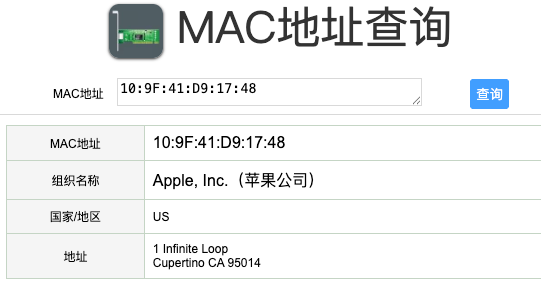 MAC地址查询
MAC地址 10:9F:41:D9:17:48 查询
MAC地址 10:9F:41:D9:17:48
组织名称 Apple, Inc.（苹果公司）
国家/地区 US
地址 1 Infinite Loop
Cupertino CA 95014